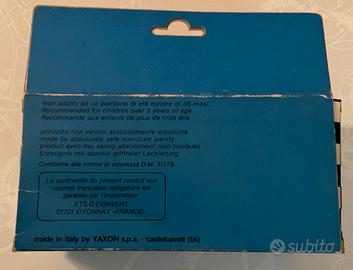 Non adatto ad un bambino di età minore di 36 mesi.
Recommended for children over 3 years of age
Recommandé aux enfants de plus de trois ans
prodotto con vernici assolutamente atossiche
made by absolutely safe non-toxic paints
produit avec des vernis absolument non-toxiques
Erzeugnis mit absolut giftfreier Lackierung
Conforme alle norme di sicurezza D.M. 31779
La conformité du present produit aux
normes françaises obligatoire est
garantie par l'importateur
ETS.G.CONVERT
01101 OYONNAX «FRANCE»
made in Italy by YAXON s.p.a. - castelcovati (bs)
subito